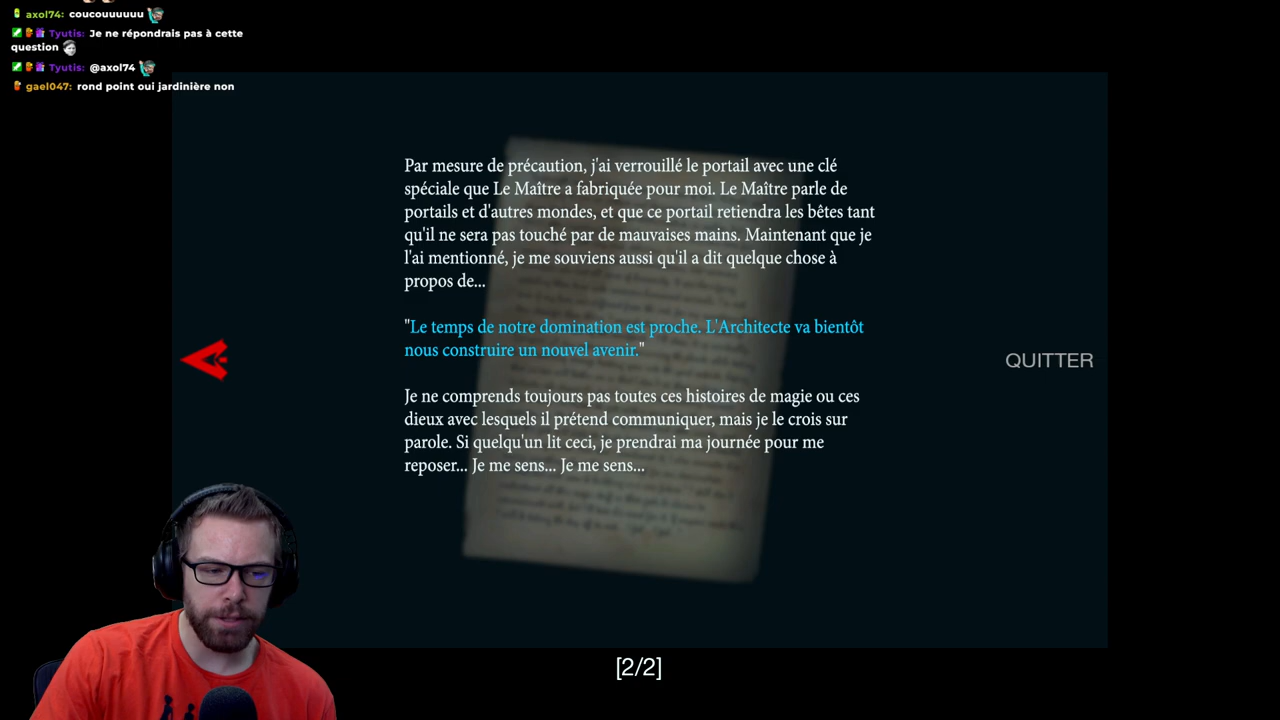 axol74: coucouuuuuu
Tyutis: Je ne répondrais pas à cette
question
Tyutis: @axol74
gael047: rond point oui jardinière non
Par mesure de précaution, j'ai verrouillé le portail avec une clé
spéciale que Le Maître a fabriquée pour moi. Le Maître parle de
portails et d'autres mondes, et que ce portail retiendra les bêtes tant
qu'il ne sera pas touché par de mauvaises mains. Maintenant que je
l'ai mentionné, je me souviens aussi qu'il a dit quelque chose à
propos de...
"Le temps de notre domination est proche. L'Architecte va bientôt
nous construire un nouvel avenir."
Je ne comprends toujours pas toutes ces histoires de magie ou ces
dieux avec lesquels il prétend communiquer, mais je le crois sur
parole. Si quelqu'un lit ceci, je prendrai ma journée pour me
reposer... Je me sens... Je me sens...
QUITTER
[2/2]